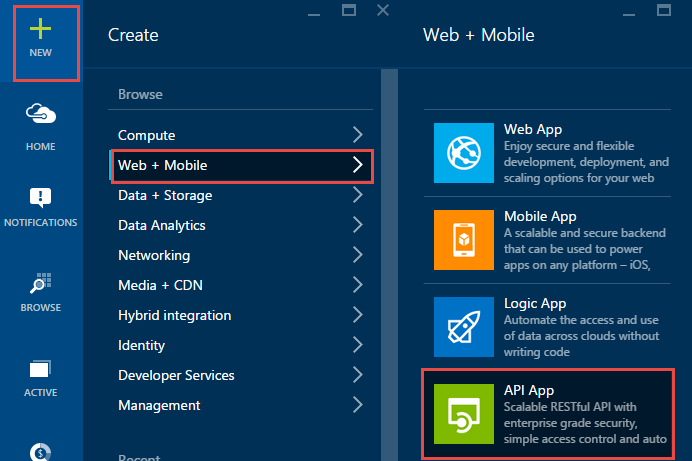 NEW
HOME
NOTIFICATIONS
BROWSE
ACTIVE
Create
Browse
Compute
Web + Mobile
Data + Storage
Data Analytics
Networking
Media + CDN
Hybrid integration
Identity
Developer Services
Management
Recent
Web + Mobile
Web App
Enjoy secure and flexible
development, deployment, and
scaling options for your web
Mobile App
A scalable and secure backend
that can be used to power
apps on any platform – iOS,
Logic App
Automate the access and use
of data across clouds without
writing code
API App
Scalable RESTful API with
enterprise grade security,
simple access control and auto